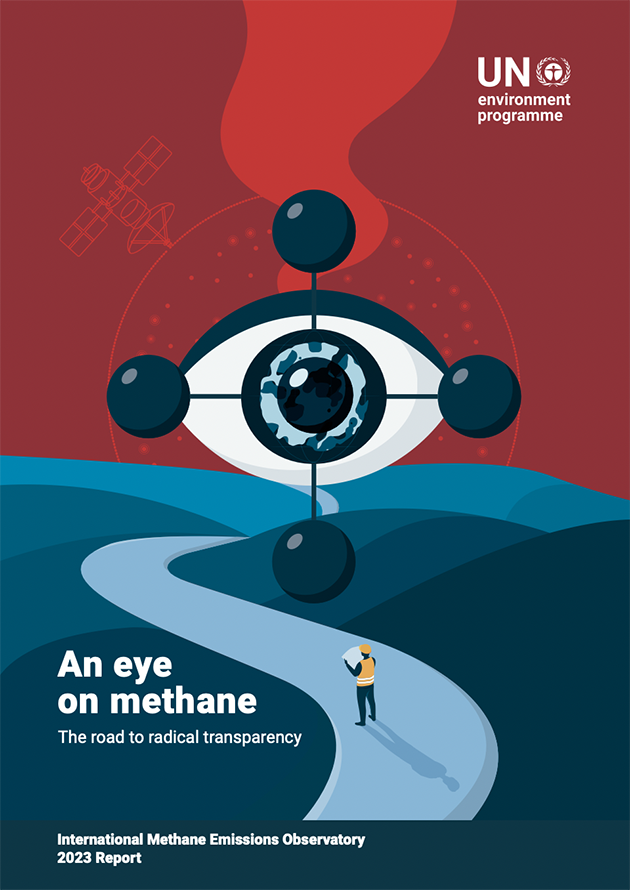 UN
environment
programme
An eye
on methane
The road to radical transparency
International Methane Emissions Observatory
2023 Report